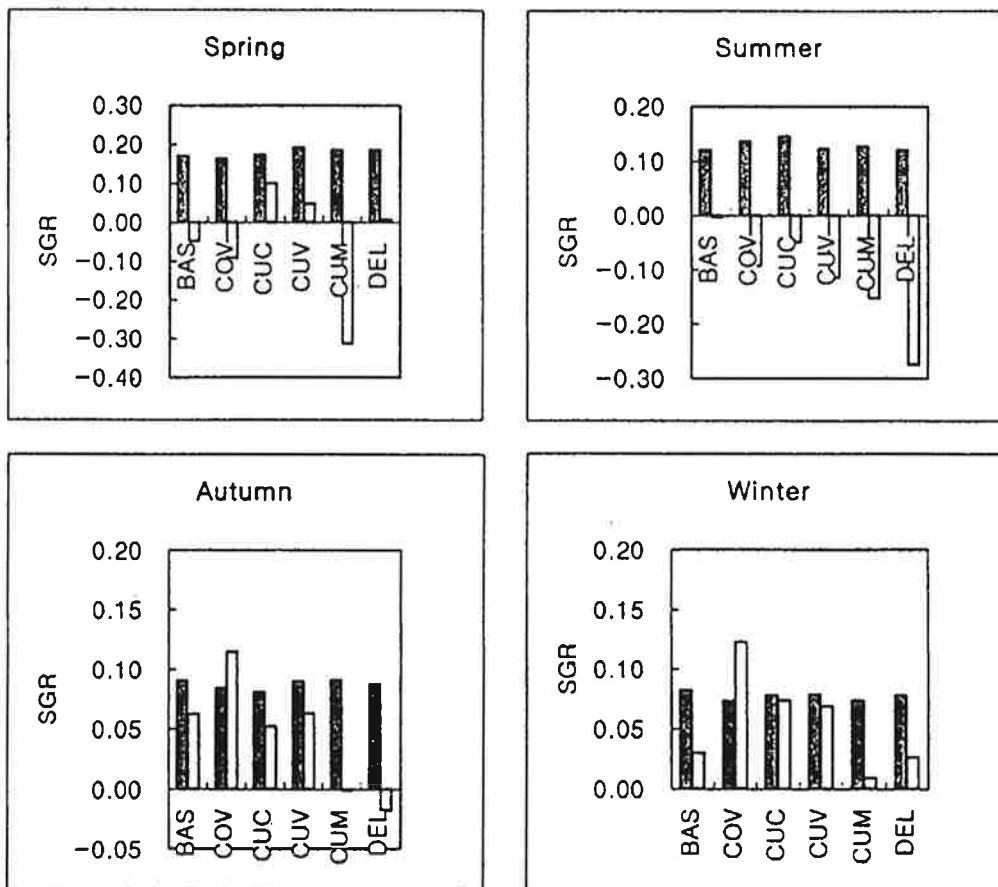 Spring
0.30
0.20
0.10
0.00
−0.10
−0.20
−0.30
−0.40
SGR
BAS
COV
CUC
CUV
CUM
DEL
Summer
0.20
0.10
0.00
−0.10
−0.20
−0.30
SGR
BAS
COV
CUC
CUV
CUM
DEL
Autumn
0.20
0.15
0.10
0.05
0.00
−0.05
SGR
BAS
COV
CUC
CUV
CUM
DEL
Winter
0.20
0.15
0.10
0.05
0.00
SGR
BAS
COV
CUC
CUV
CUM
DEL